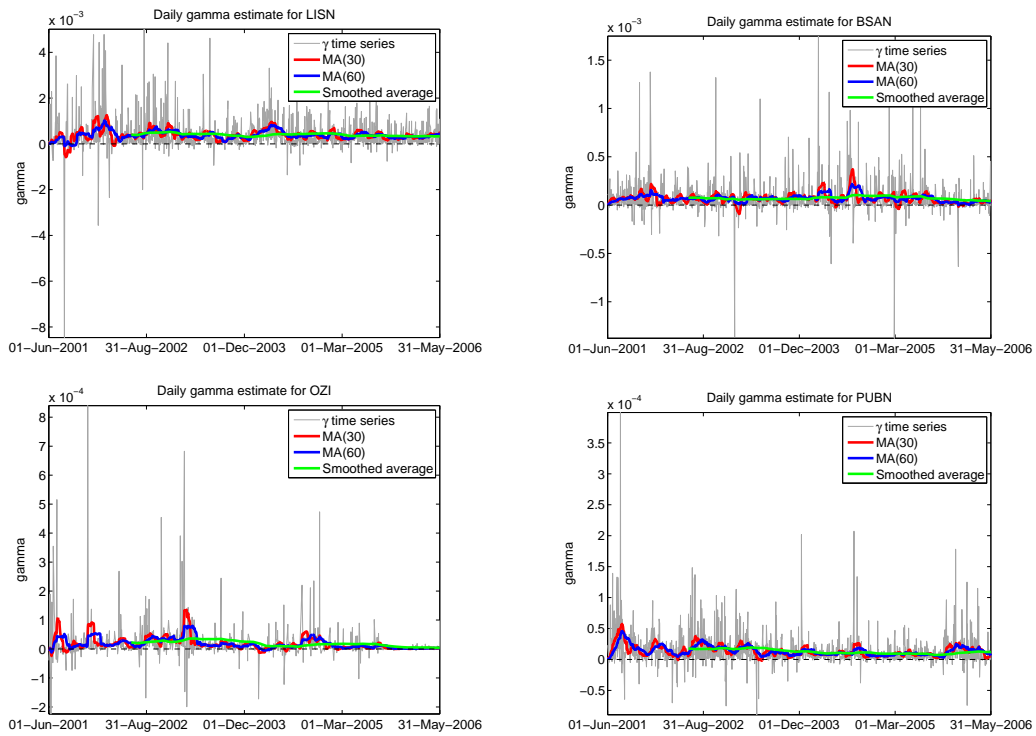 Daily gamma estimate for LISN
x 10⁻³
γ time series
MA(30)
MA(60)
Smoothed average
4
2
0
−2
−4
−6
−8
gamma
01−Jun−2001 31−Aug−2002 01−Dec−2003 01−Mar−2005 31−May−2006
Daily gamma estimate for BSAN
x 10⁻³
γ time series
MA(30)
MA(60)
Smoothed average
1.5
1
0.5
0
−0.5
−1
gamma
01−Jun−2001 31−Aug−2002 01−Dec−2003 01−Mar−2005 31−May−2006
Daily gamma estimate for OZI
x 10⁻⁴
γ time series
MA(30)
MA(60)
Smoothed average
8
7
6
5
4
3
2
1
0
−1
−2
gamma
01−Jun−2001 31−Aug−2002 01−Dec−2003 01−Mar−2005 31−May−2006
Daily gamma estimate for PUBN
x 10⁻⁴
γ time series
MA(30)
MA(60)
Smoothed average
3.5
3
2.5
2
1.5
1
0.5
0
−0.5
gamma
01−Jun−2001 31−Aug−2002 01−Dec−2003 01−Mar−2005 31−May−2006